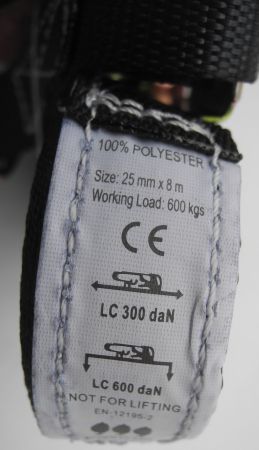 100% POLYESTER
Size: 25 mm x 8 m
Working Load: 600 kgs
CE
LC 300 daN
LC 600 daN
NOT FOR LIFTING
EN-12195-2